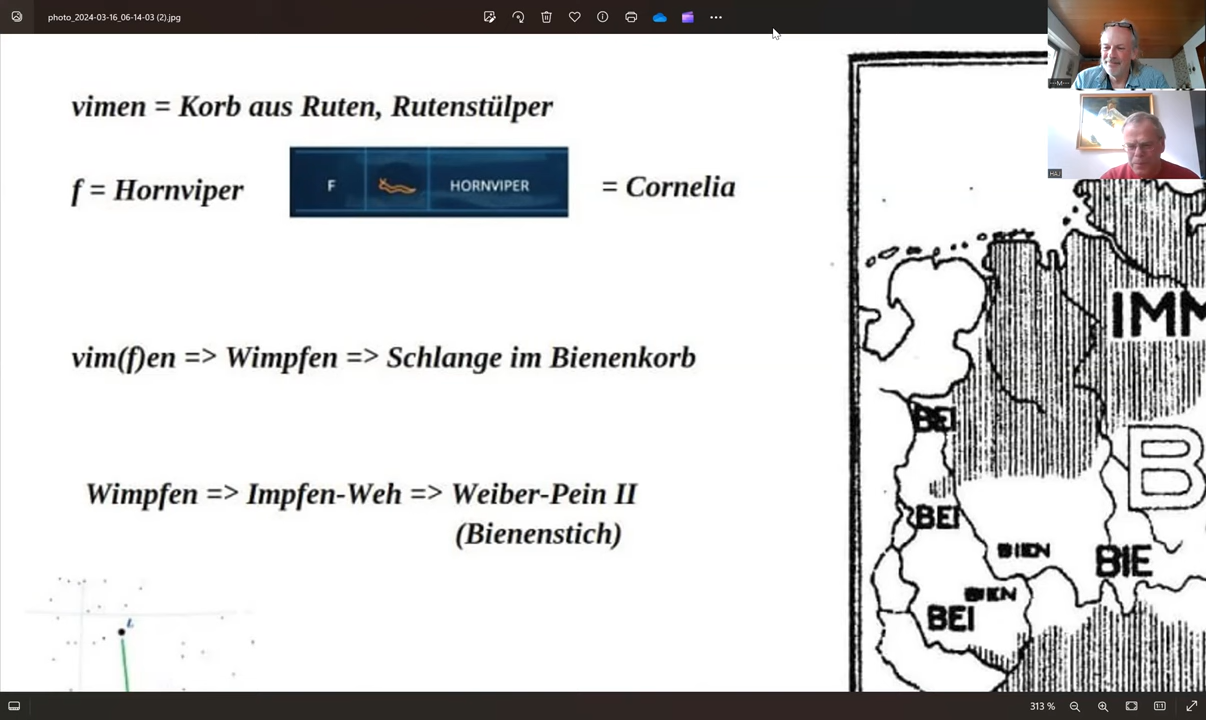 photo_2024-03-16_06-14-03 (2).jpg
vimen = Korb aus Ruten, Rutenstülper
f = Hornviper
F HORNVIPER
= Cornelia
vim(f)en => Wimpfen => Schlange im Bienenkorb
Wimpfen => Impfen-Weh => Weiber-Pein II
(Bienenstich)
IMM
BEI
B
BEI
BIEN
BIE
BIEN
BEI
HAJ
313 %